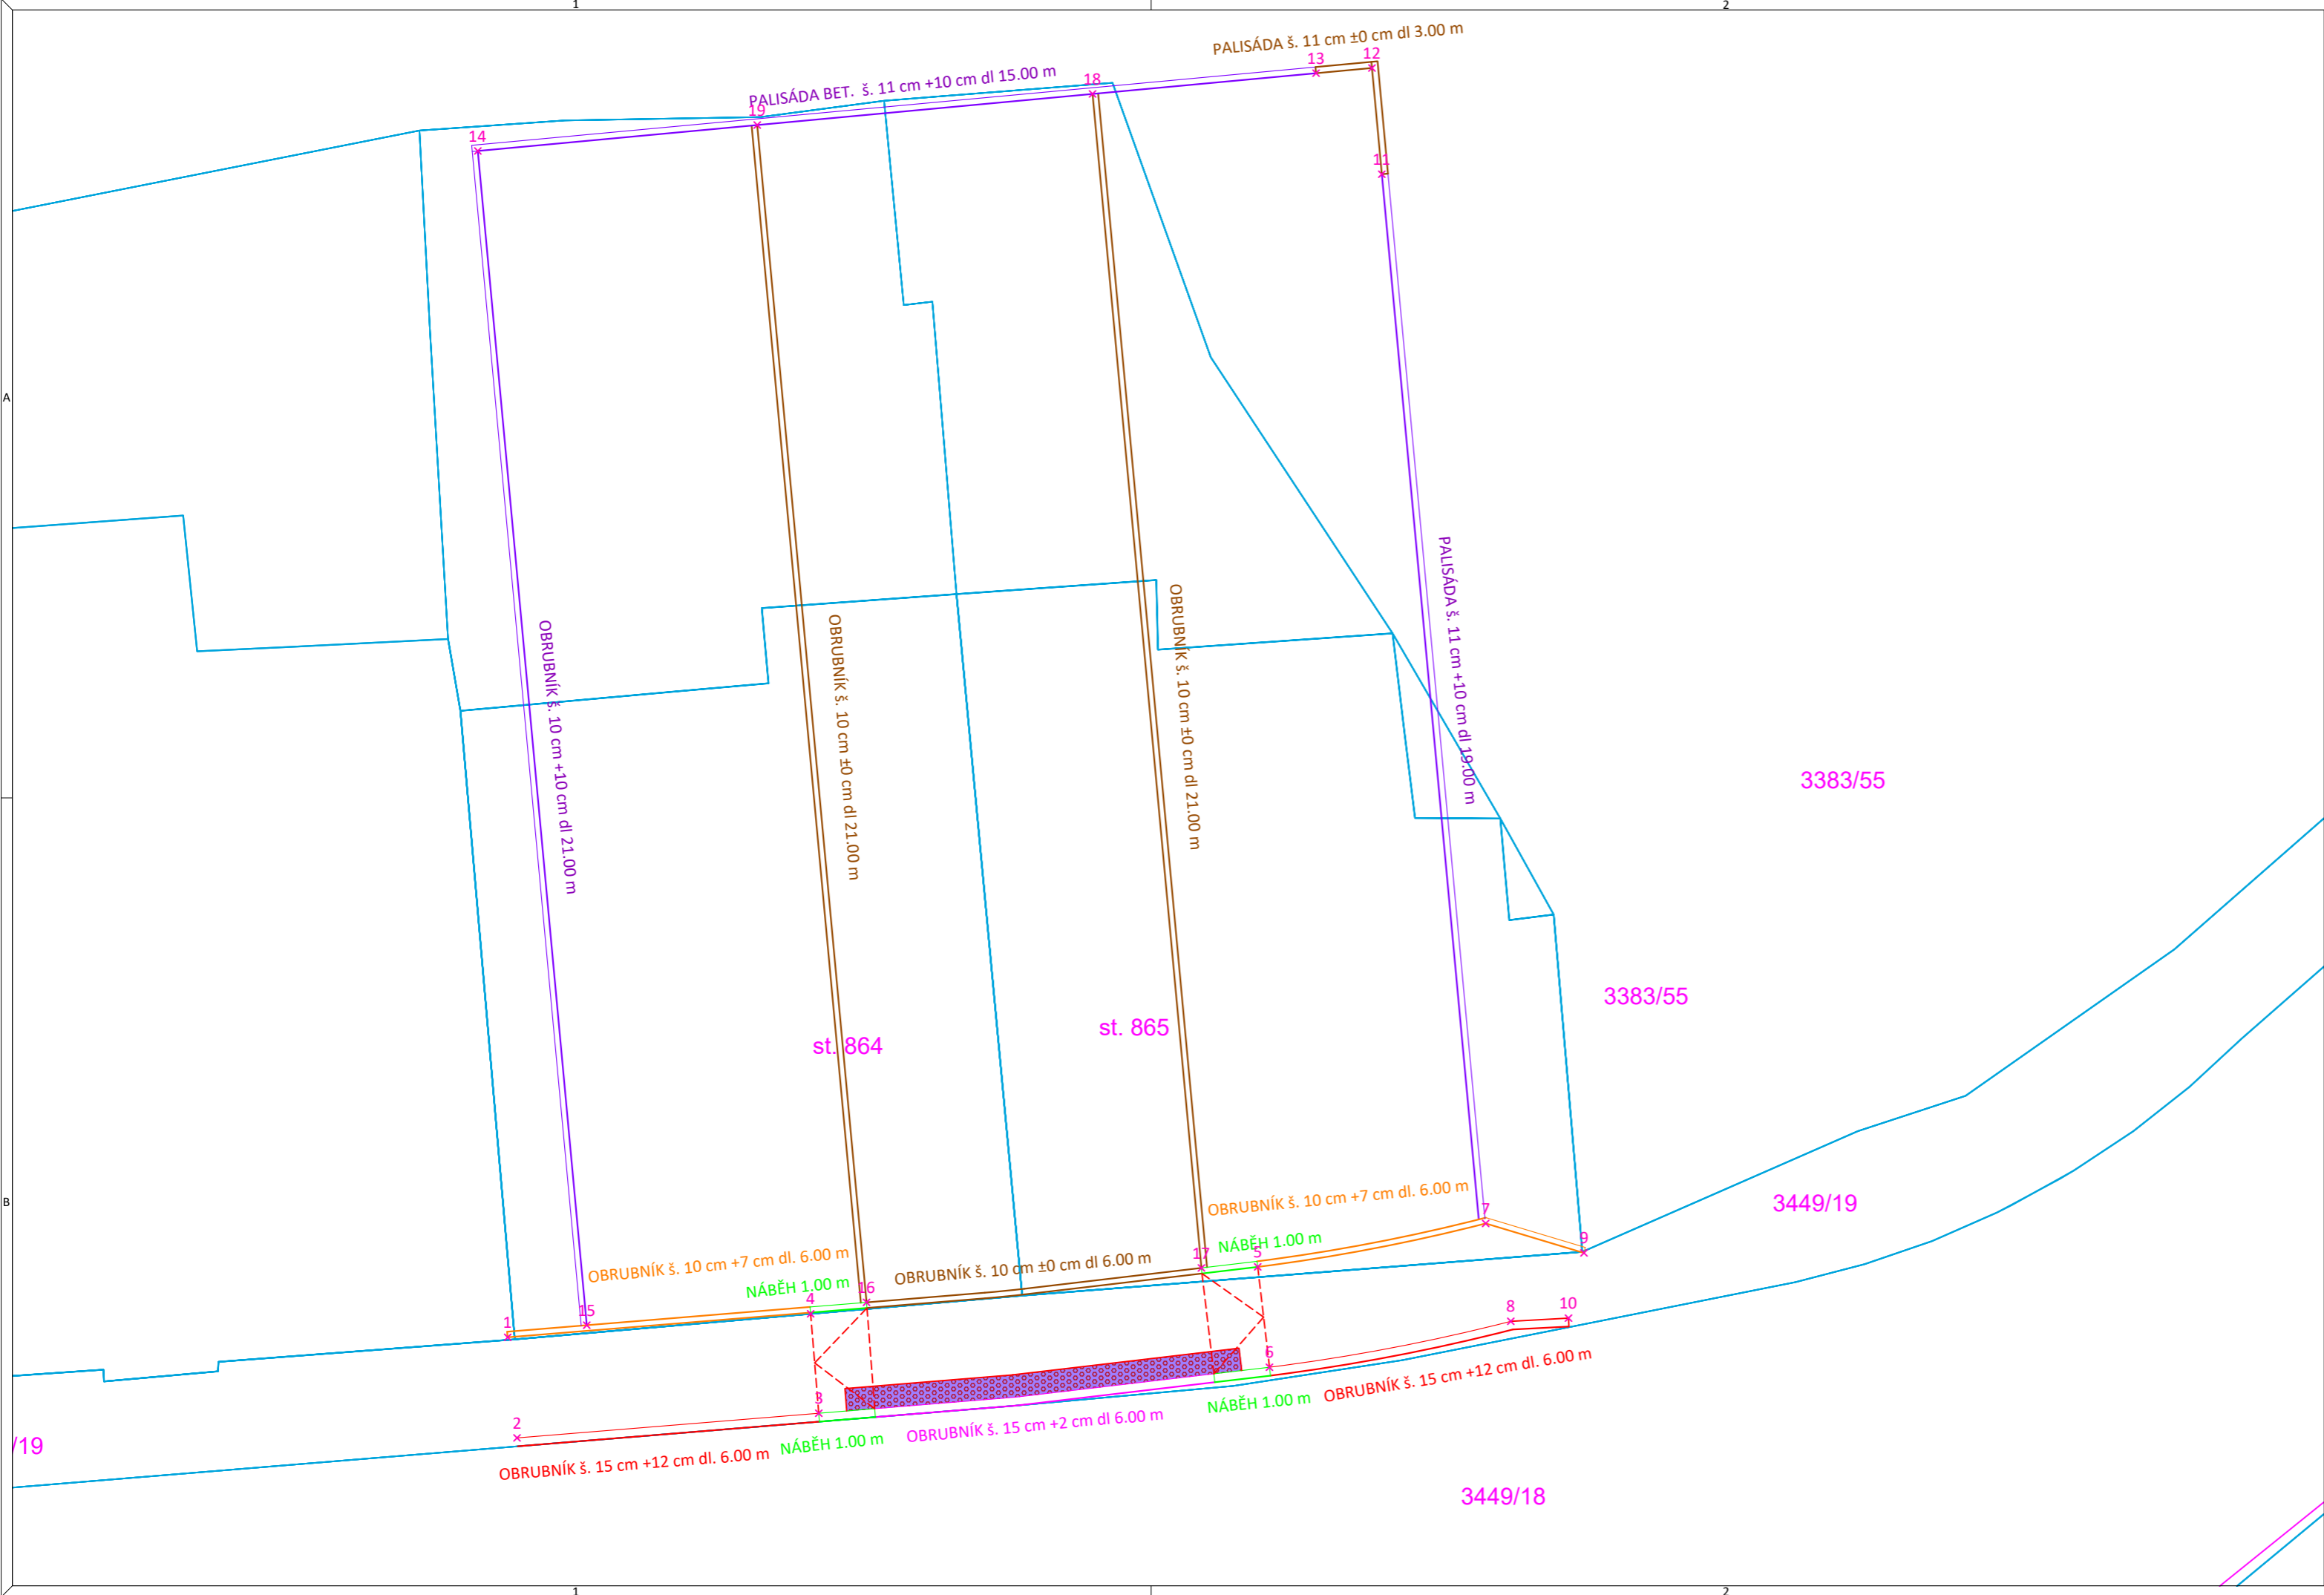 1
2
PALISÁDA š. 11 cm ±0 cm dl 3.00 m
13
12
PALISÁDA BET. š. 11 cm +10 cm dl 15.00 m
18
19
14
11
A
OBRUBNÍK š. 10 cm +10 cm dl 21.00 m
OBRUBNÍK š. 10 cm ±0 cm dl 21.00 m
OBRUBNÍK š. 10 cm ±0 cm dl 21.00 m
PALISÁDA š. 11 cm +10 cm dl 19.00 m
3383/55
3383/55
st. 864
st. 865
B
3449/19
OBRUBNÍK š. 10 cm +7 cm dl. 6.00 m
7
9
NÁBĚH 1.00 m
17
5
OBRUBNÍK š. 10 cm +7 cm dl. 6.00 m
OBRUBNÍK š. 10 cm ±0 cm dl 6.00 m
NÁBĚH 1.00 m
16
4
15
1
8
10
6
3
2
OBRUBNÍK š. 15 cm +12 cm dl. 6.00 m
NÁBĚH 1.00 m
OBRUBNÍK š. 15 cm +2 cm dl 6.00 m
NÁBĚH 1.00 m
OBRUBNÍK š. 15 cm +12 cm dl. 6.00 m
/19
3449/18
1
2